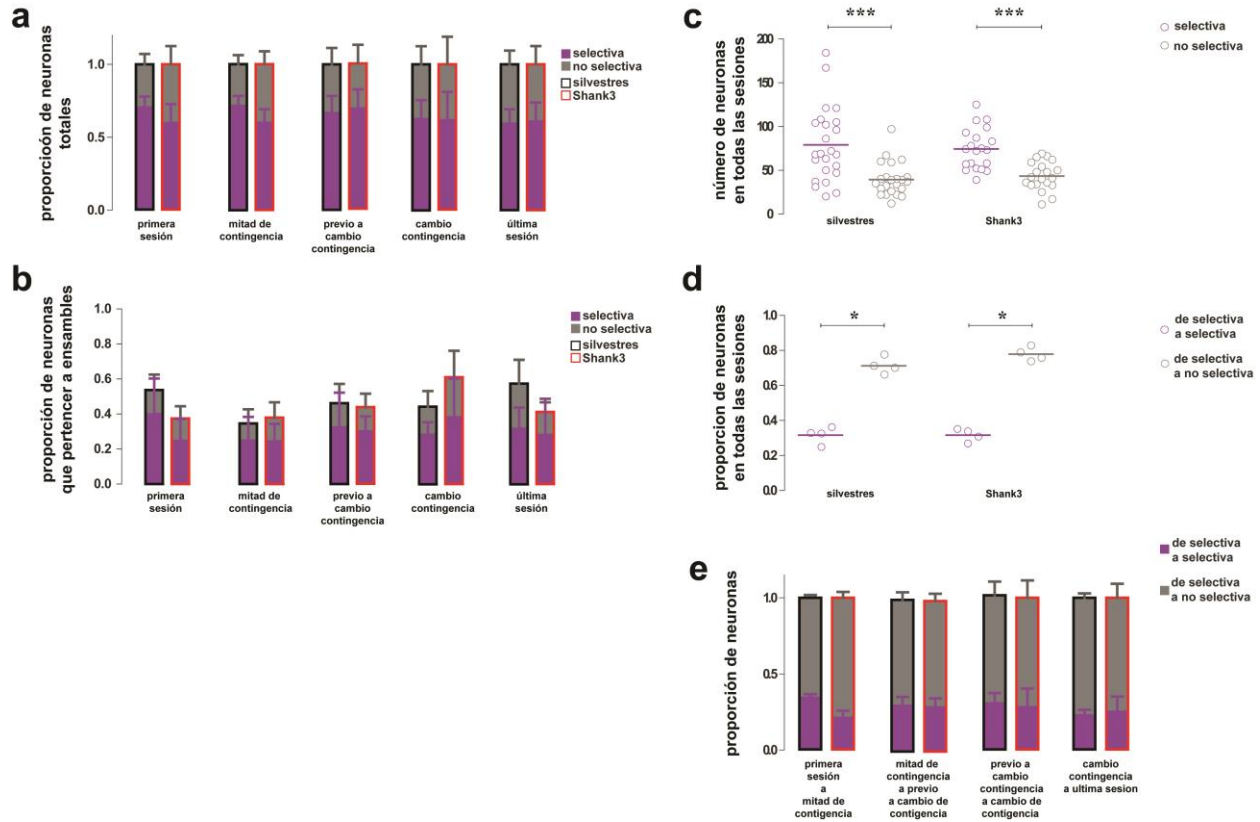 a
proporcioón de neuronas
totales
1.0
0.5
0.0
primera
sesión
mitad de
contingencia
previo a
cambio
contingencia
cambio
contingencia
última
sesión
selectiva
no selectiva
silvestres
Shank3
b
proporción de neuronas
que pertencer a ensambles
1.0
0.8
0.6
0.4
0.2
0.0
primera
sesión
mitad de
contingencia
previo a
cambio
contingencia
cambio
contingencia
última
sesión
selectiva
no selectiva
silvestres
Shank3
c
número de neuronas
en todas las sesiones
200
150
100
50
0
***
***
silvestres
Shank3
selectiva
no selectiva
d
proporcion de neuronas
en todas las sesiones
1.0
0.8
0.6
0.4
0.2
0.0
*
*
silvestres
Shank3
de selectiva
a selectiva
de selectiva
a no selectiva
e
proporción de neuronas
1.0
0.5
0.0
primera
sesión
a
mitad de
contigencia
mitad de
contingencia
a previo
a cambio de
contigencia
previo a
cambio
contingencia
a cambio de
contigencia
cambio
contingencia
a ultima sesion
de selectiva
a selectiva
de selectiva
a no selectiva